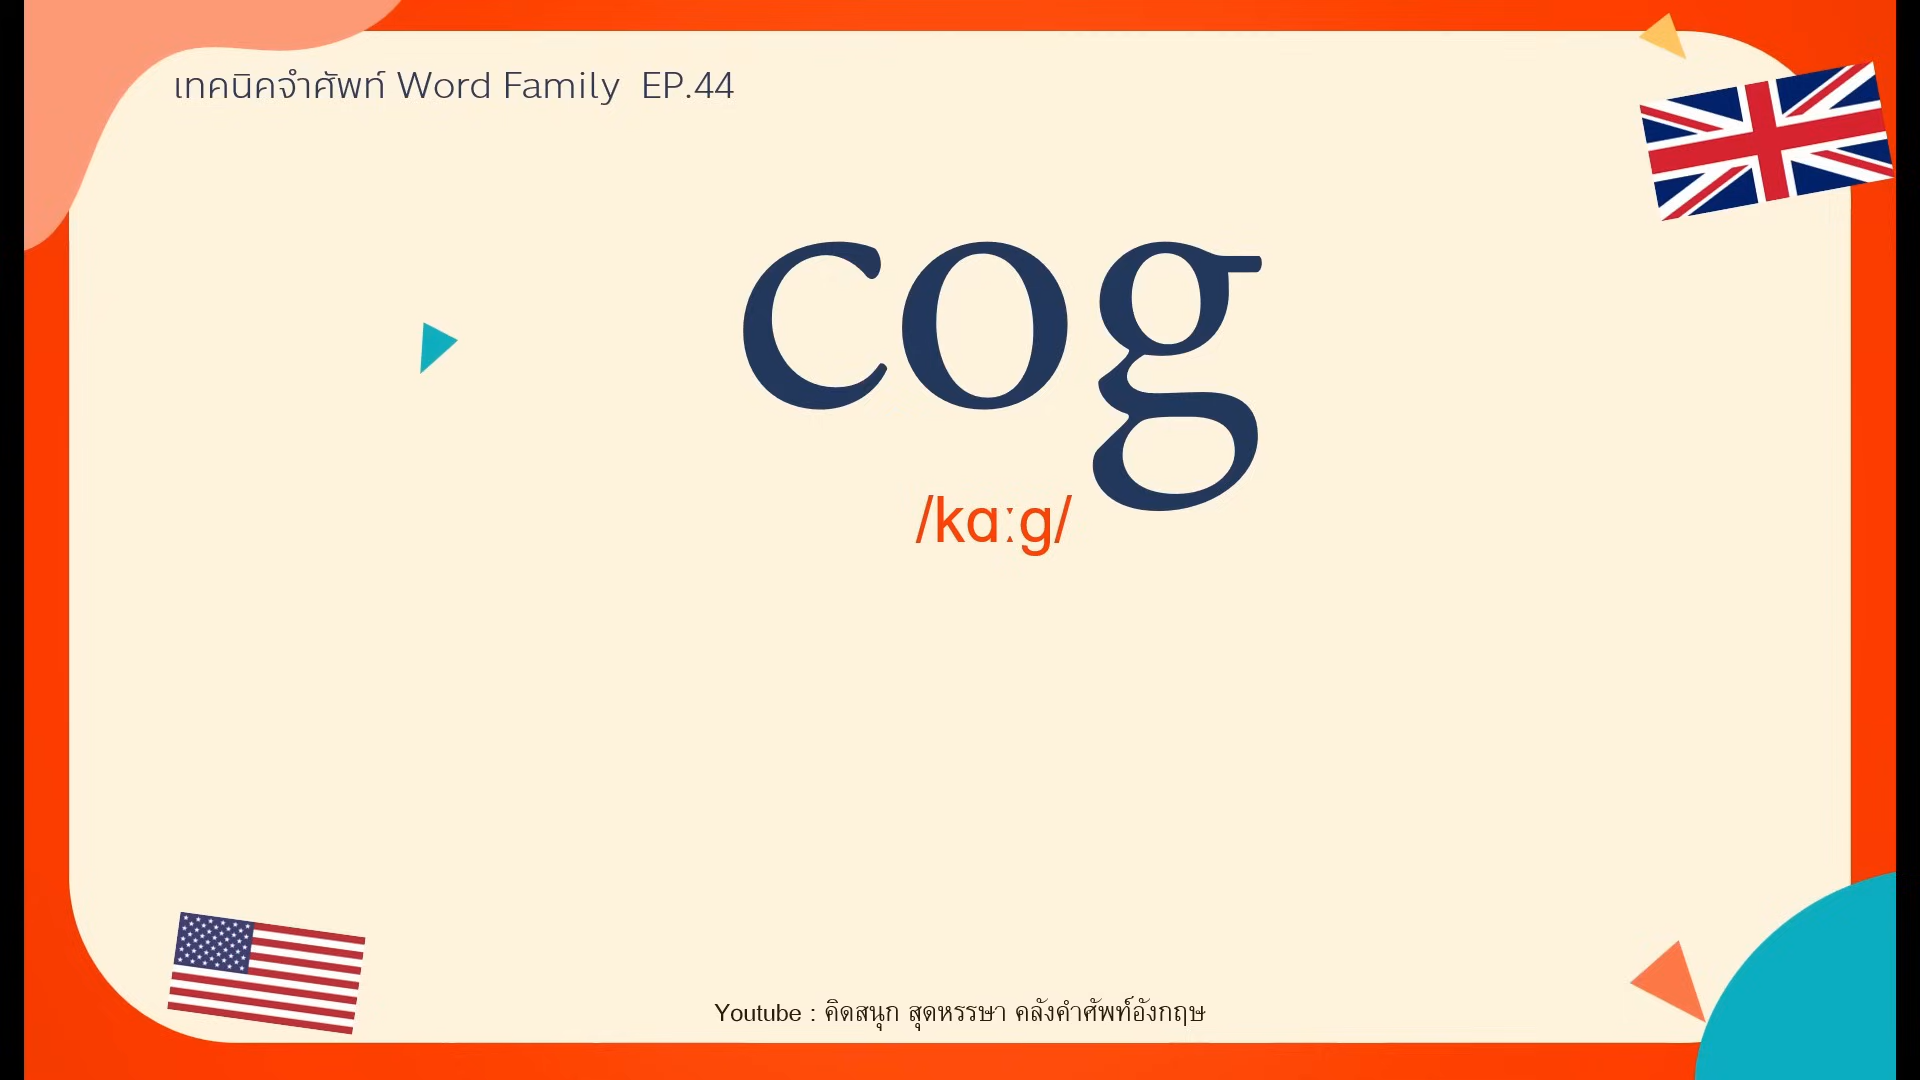 เทคนิคจำศัพท์ Word Family EP.44
cog
/kɑːg/
Youtube : คิดสนุก สุดหรรษา คลังคำศัพท์อังกฤษ